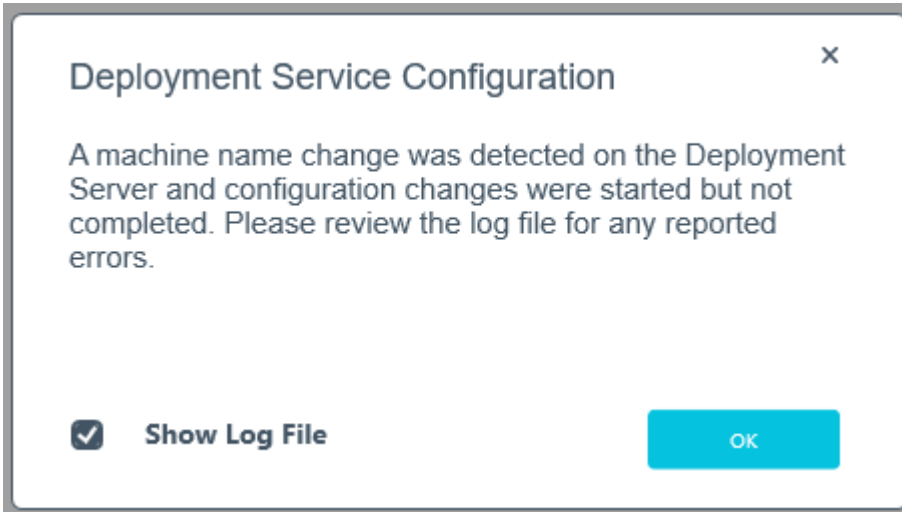 Deployment Service Configuration
A machine name change was detected on the Deployment
Server and configuration changes were started but not
completed. Please review the log file for any reported
errors.
Show Log File
OK